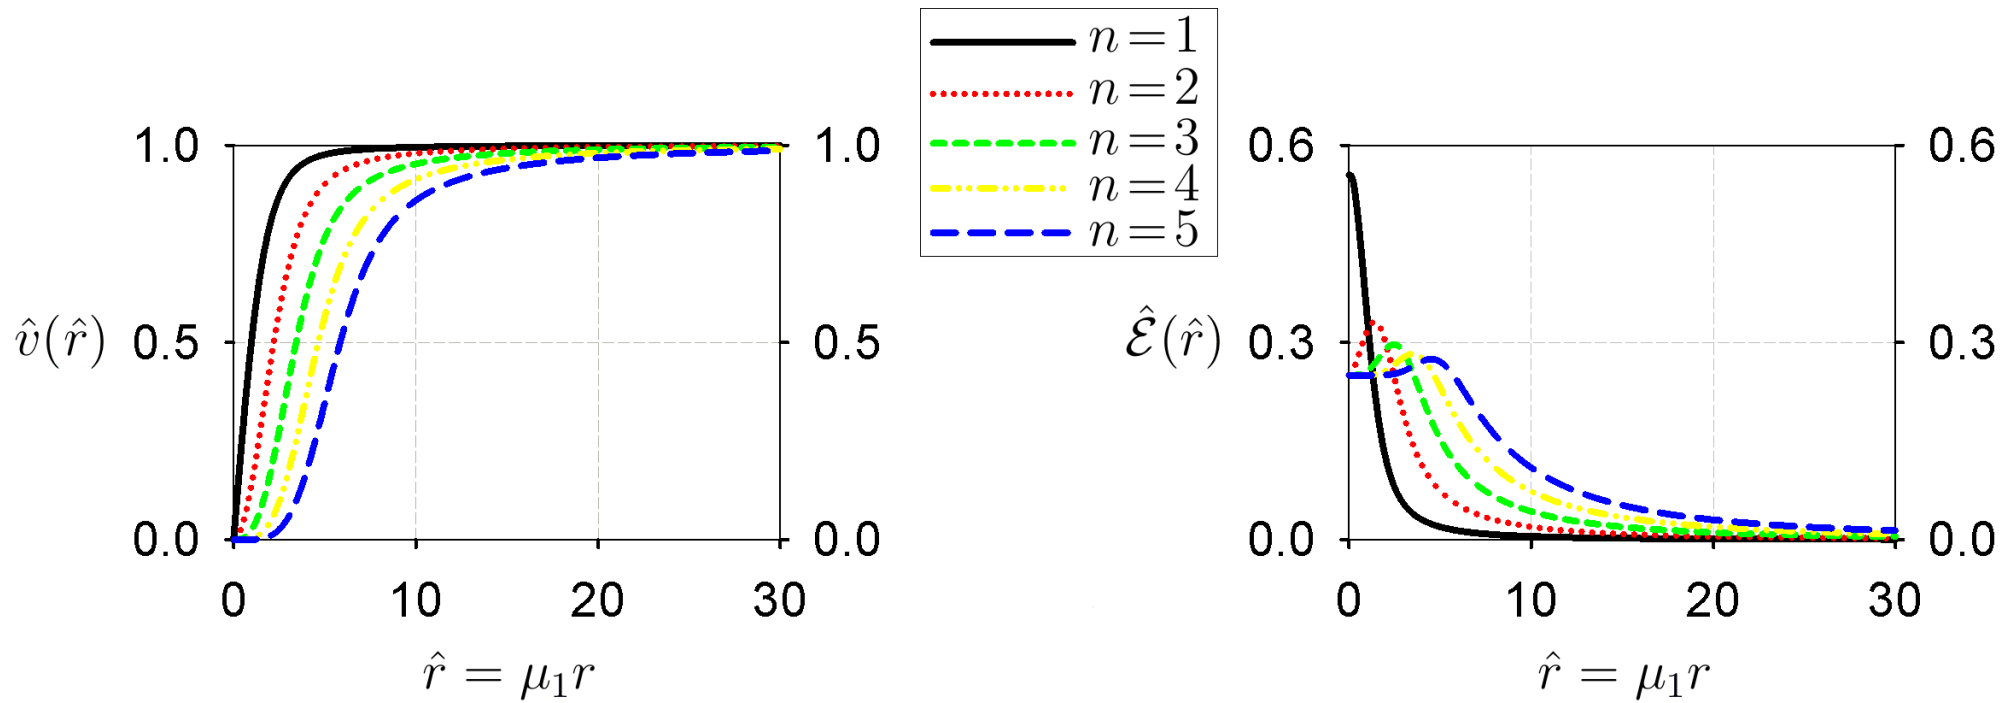 n = 1
n = 2
n = 3
n = 4
n = 5
1.0 1.0
v̂(r̂) 0.5 0.5
0.0 0.0
0 10 20 30
r̂ = μ₁r
0.6 0.6
ℰ̂(r̂) 0.3 0.3
0.0 0.0
0 10 20 30
r̂ = μ₁r